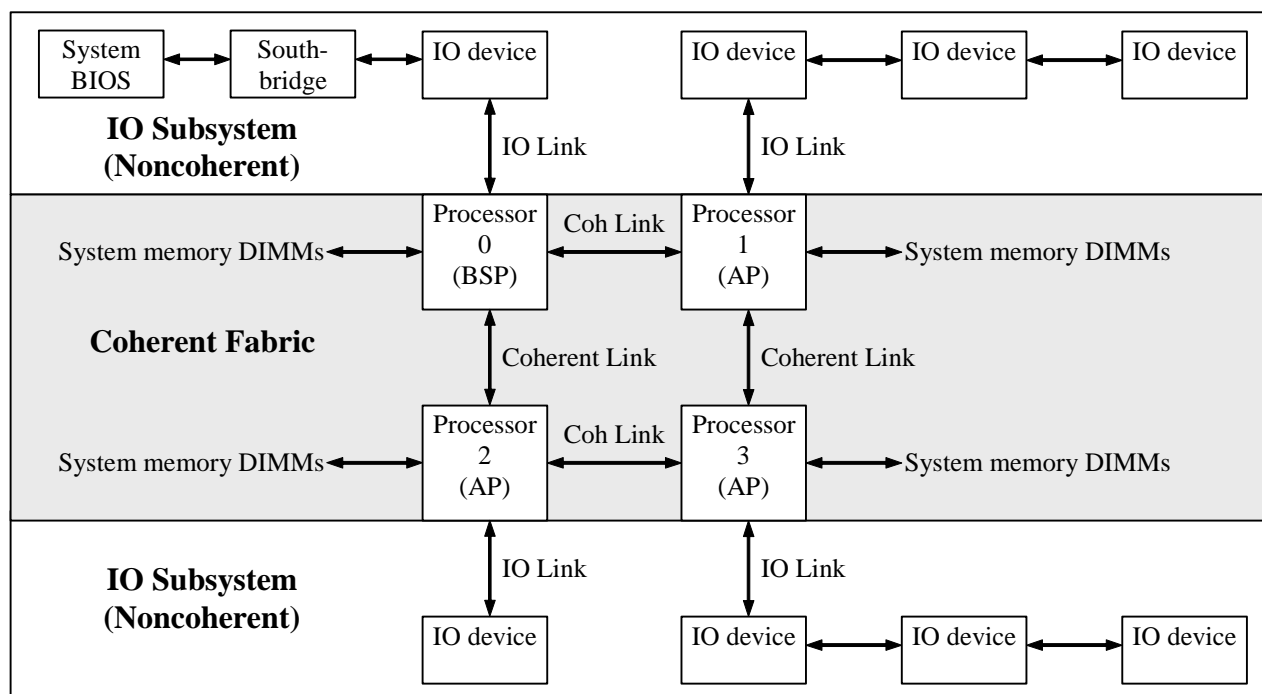 System
BIOS
South-
bridge
IO device
IO device
IO device
IO device
IO Subsystem
(Noncoherent)
IO Link
IO Link
Processor
0
(BSP)
Coh Link
Processor
1
(AP)
System memory DIMMs
System memory DIMMs
Coherent Fabric
Coherent Link
Coherent Link
Processor
2
(AP)
Coh Link
Processor
3
(AP)
System memory DIMMs
System memory DIMMs
IO Subsystem
(Noncoherent)
IO Link
IO Link
IO device
IO device
IO device
IO device